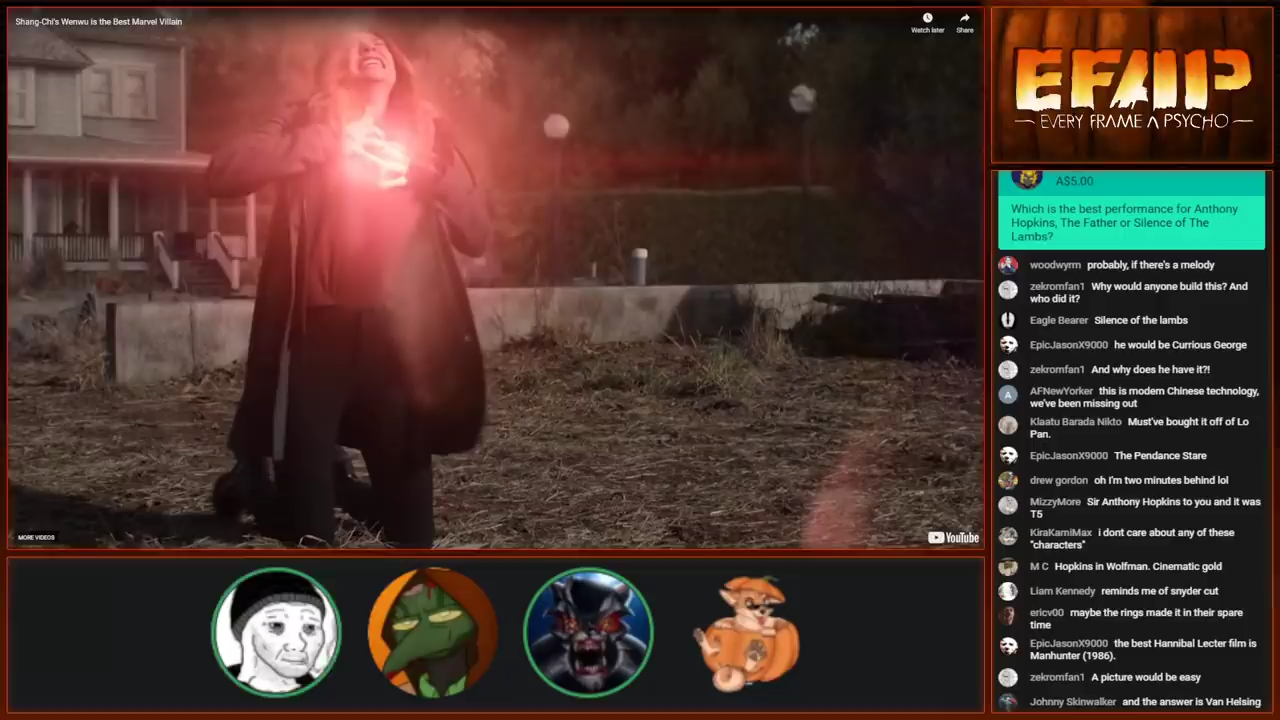 Shang-Chi's Wenwu is the Best Marvel Villain
Watch later
Share
MORE VIDEOS
YouTube
EFAP
EVERY FRAME A PSYCHO
A$5.00
Which is the best performance for Anthony
Hopkins, The Father or Silence of The
Lambs?
woodwyrm probably, if there's a melody
zekromfan1 Why would anyone build this? And
who did it?
Eagle Bearer Silence of the lambs
EpicJasonX9000 he would be Currious George
zekromfan1 And why does he have it?!
A
AFNewYorker this is modern Chinese technology,
we've been missing out
Klaatu Barada Nikto Must've bought it off of Lo
Pan.
EpicJasonX9000 The Pendance Stare
drew gordon oh I'm two minutes behind lol
MizzyMore Sir Anthony Hopkins to you and it was
T5
KiraKamiMax i dont care about any of these
"characters"
M C Hopkins in Wolfman. Cinematic gold
Liam Kennedy reminds me of snyder cut
ericv00 maybe the rings made it in their spare
time
EpicJasonX9000 the best Hannibal Lecter film is
Manhunter (1986).
zekromfan1 A picture would be easy
Johnny Skinwalker and the answer is Van Helsing